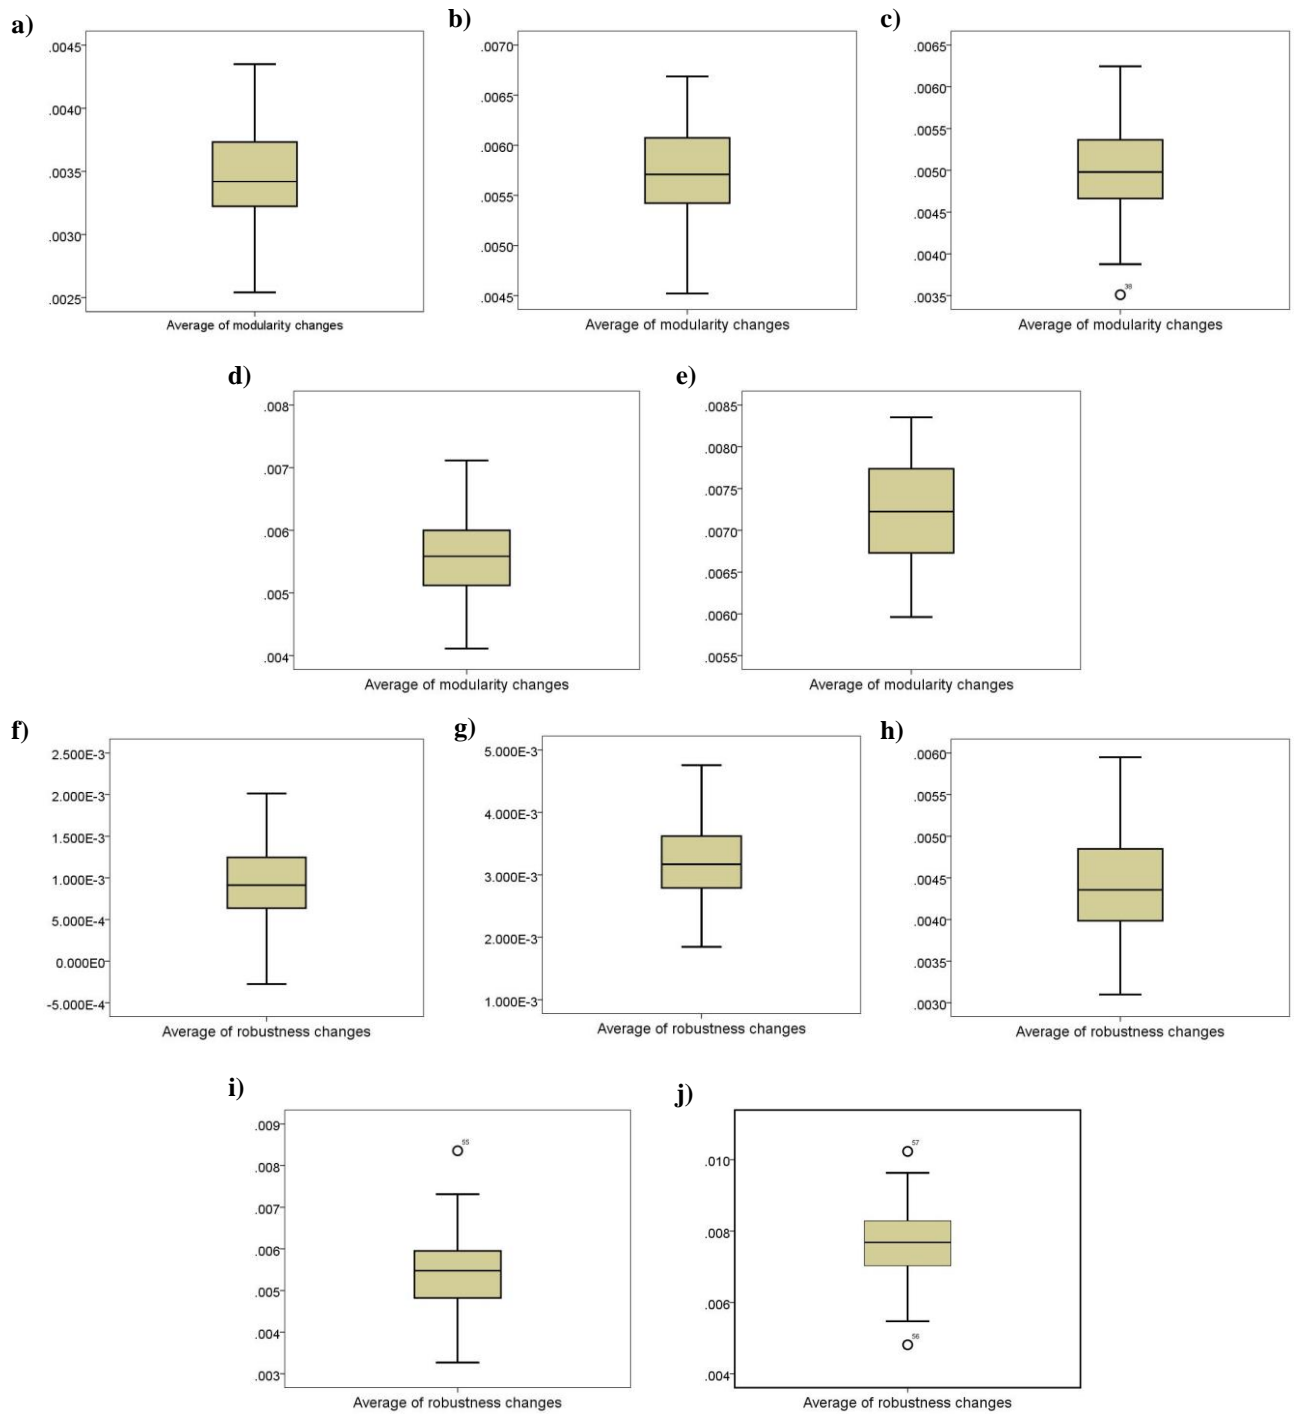 a)
.0045
.0040
.0035
.0030
.0025
Average of modularity changes
b)
.0070
.0065
.0060
.0055
.0050
.0045
Average of modularity changes
c)
.0065
.0060
.0055
.0050
.0045
.0040
.0035
38
Average of modularity changes
d)
.008
.007
.006
.005
.004
Average of modularity changes
e)
.0085
.0080
.0075
.0070
.0065
.0060
.0055
Average of modularity changes
f)
2.500E-3
2.000E-3
1.500E-3
1.000E-3
5.000E-4
0.000E0
-5.000E-4
Average of robustness changes
g)
5.000E-3
4.000E-3
3.000E-3
2.000E-3
1.000E-3
Average of robustness changes
h)
.0060
.0055
.0050
.0045
.0040
.0035
.0030
Average of robustness changes
i)
.009
.008
.007
.006
.005
.004
.003
55
Average of robustness changes
j)
.010
.008
.006
.004
57
56
Average of robustness changes